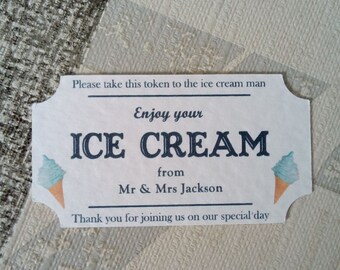 Please take this token to the ice cream man
Enjoy your
ICE CREAM
from
Mr & Mrs Jackson
Thank you for joining us on our special day